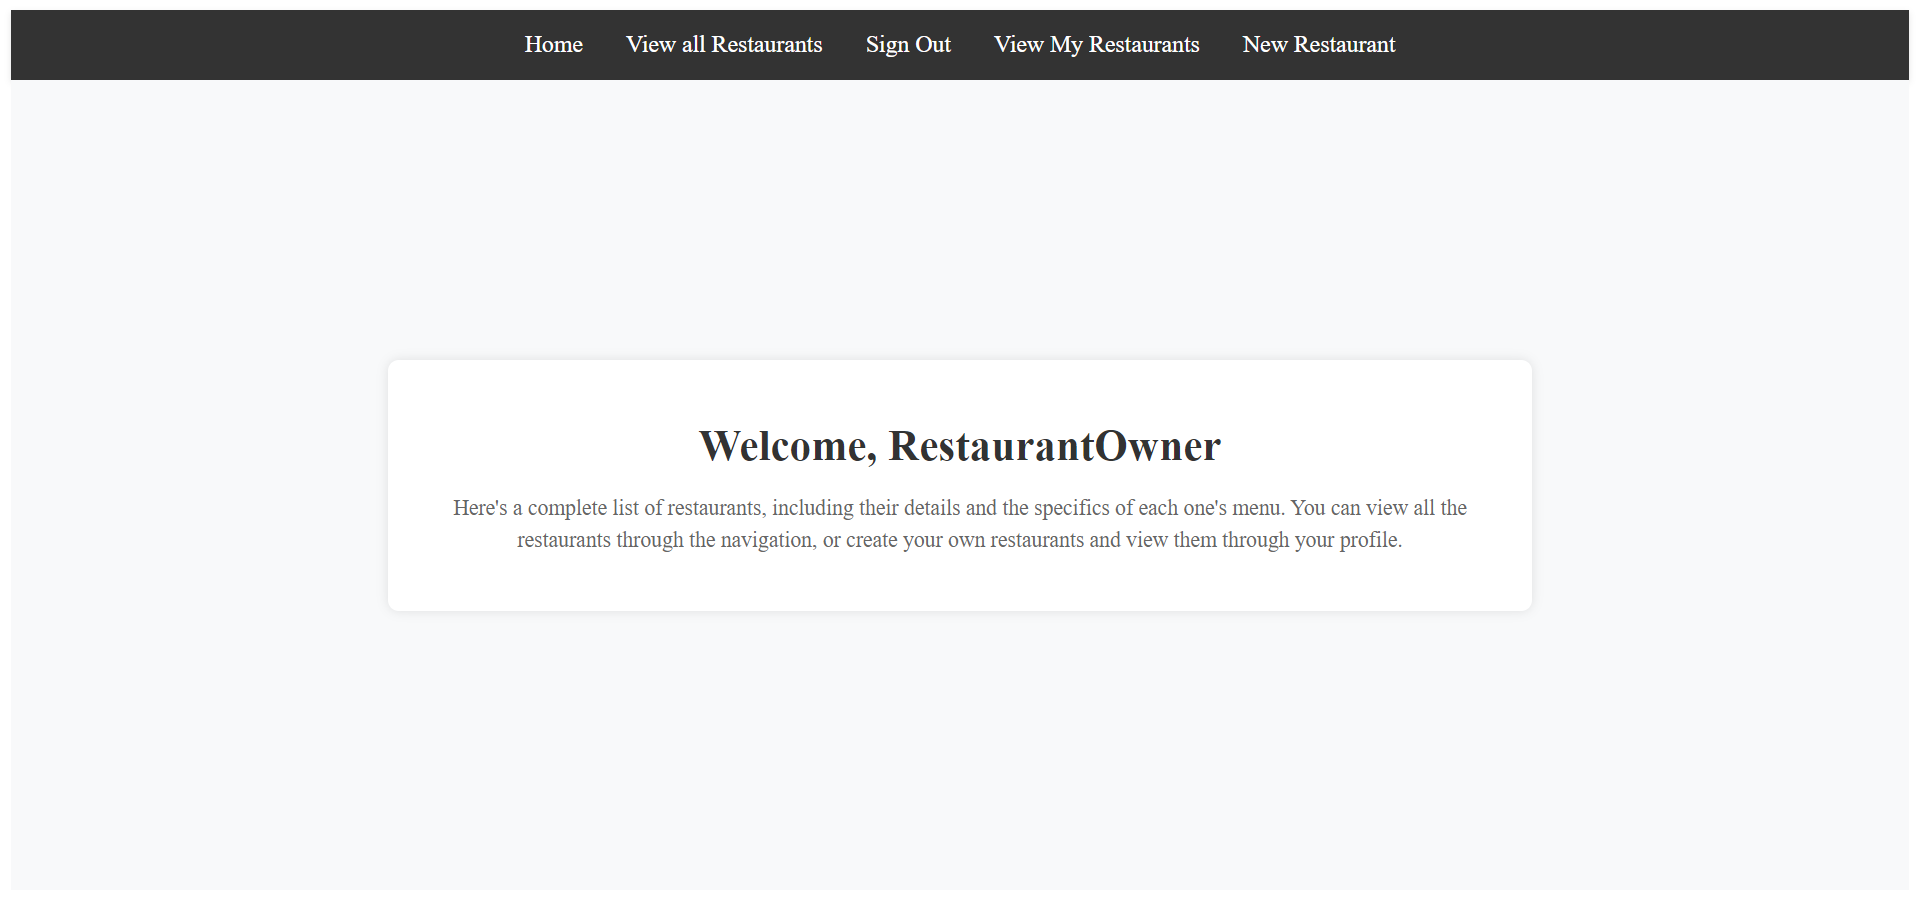 Home View all Restaurants Sign Out View My Restaurants New Restaurant
Welcome, RestaurantOwner
Here's a complete list of restaurants, including their details and the specifics of each one's menu. You can view all the
restaurants through the navigation, or create your own restaurants and view them through your profile.